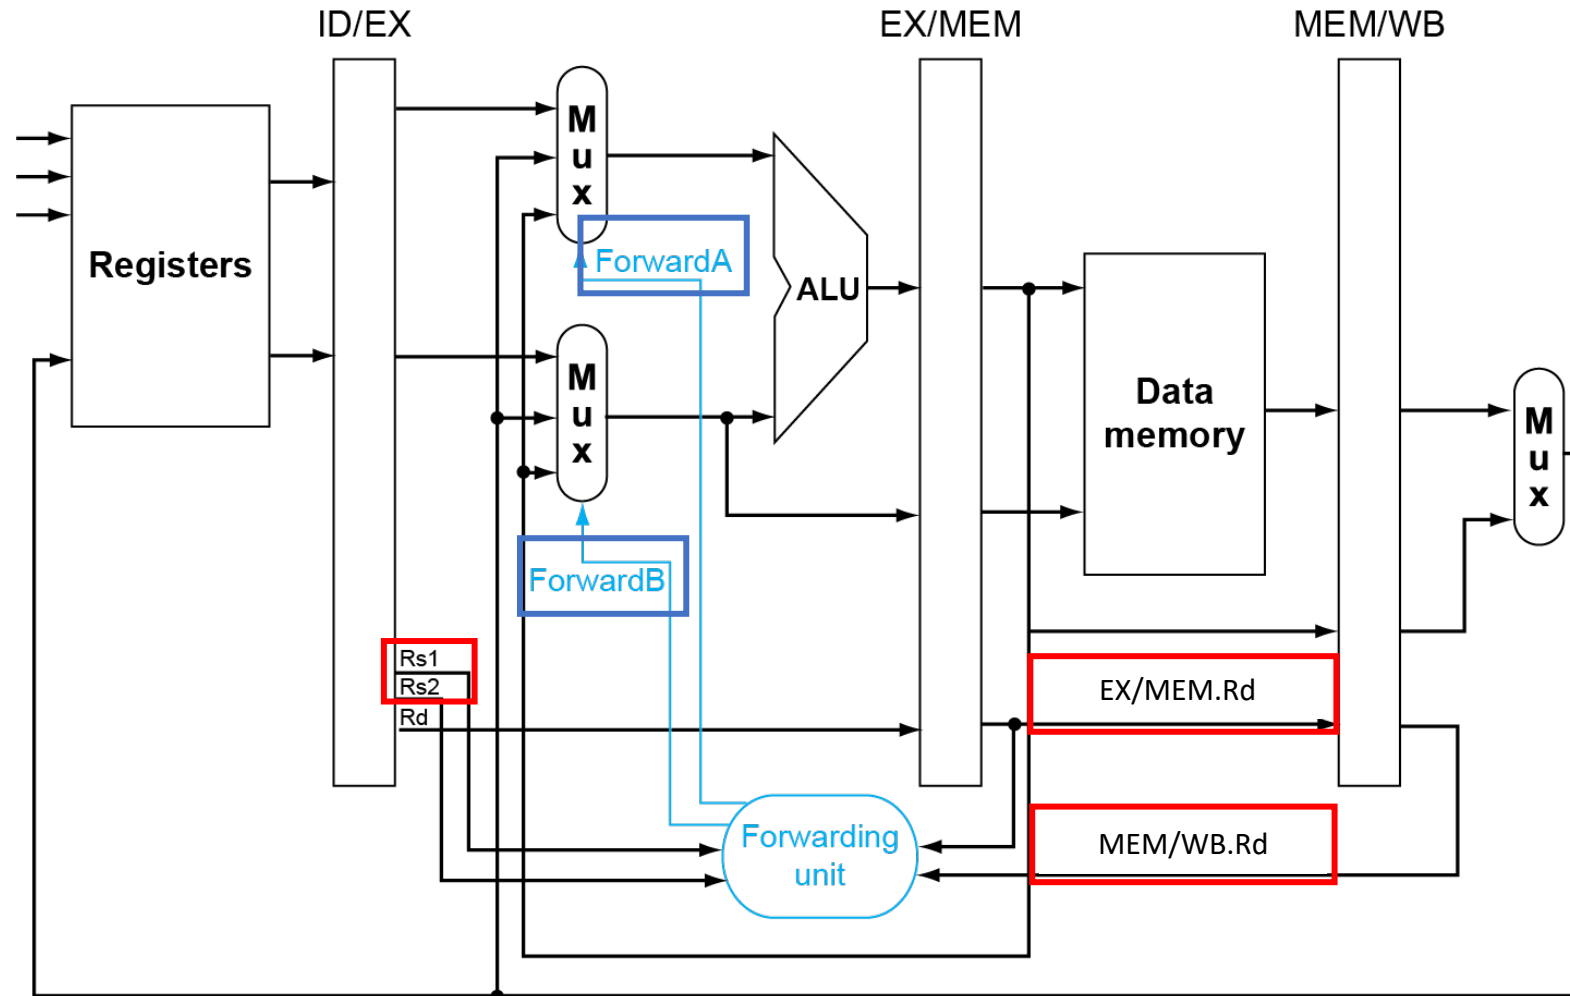 ID/EX
EX/MEM
MEM/WB
M
u
x
Registers
ForwardA
ALU
M
u
x
Data
memory
M
u
x
ForwardB
Rs1
Rs2
Rd
EX/MEM.Rd
Forwarding
unit
MEM/WB.Rd